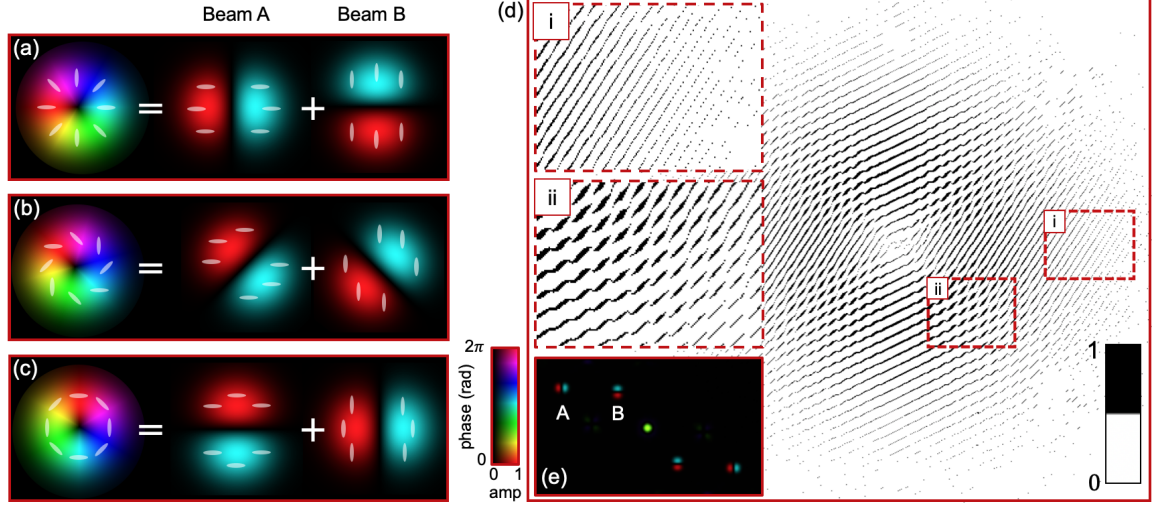 Beam A
Beam B
(a)
=
+
(b)
=
+
(c)
=
+
2π
phase (rad)
0
0 1
amp
(d)
i
ii
A
B
(e)
i
ii
1
0